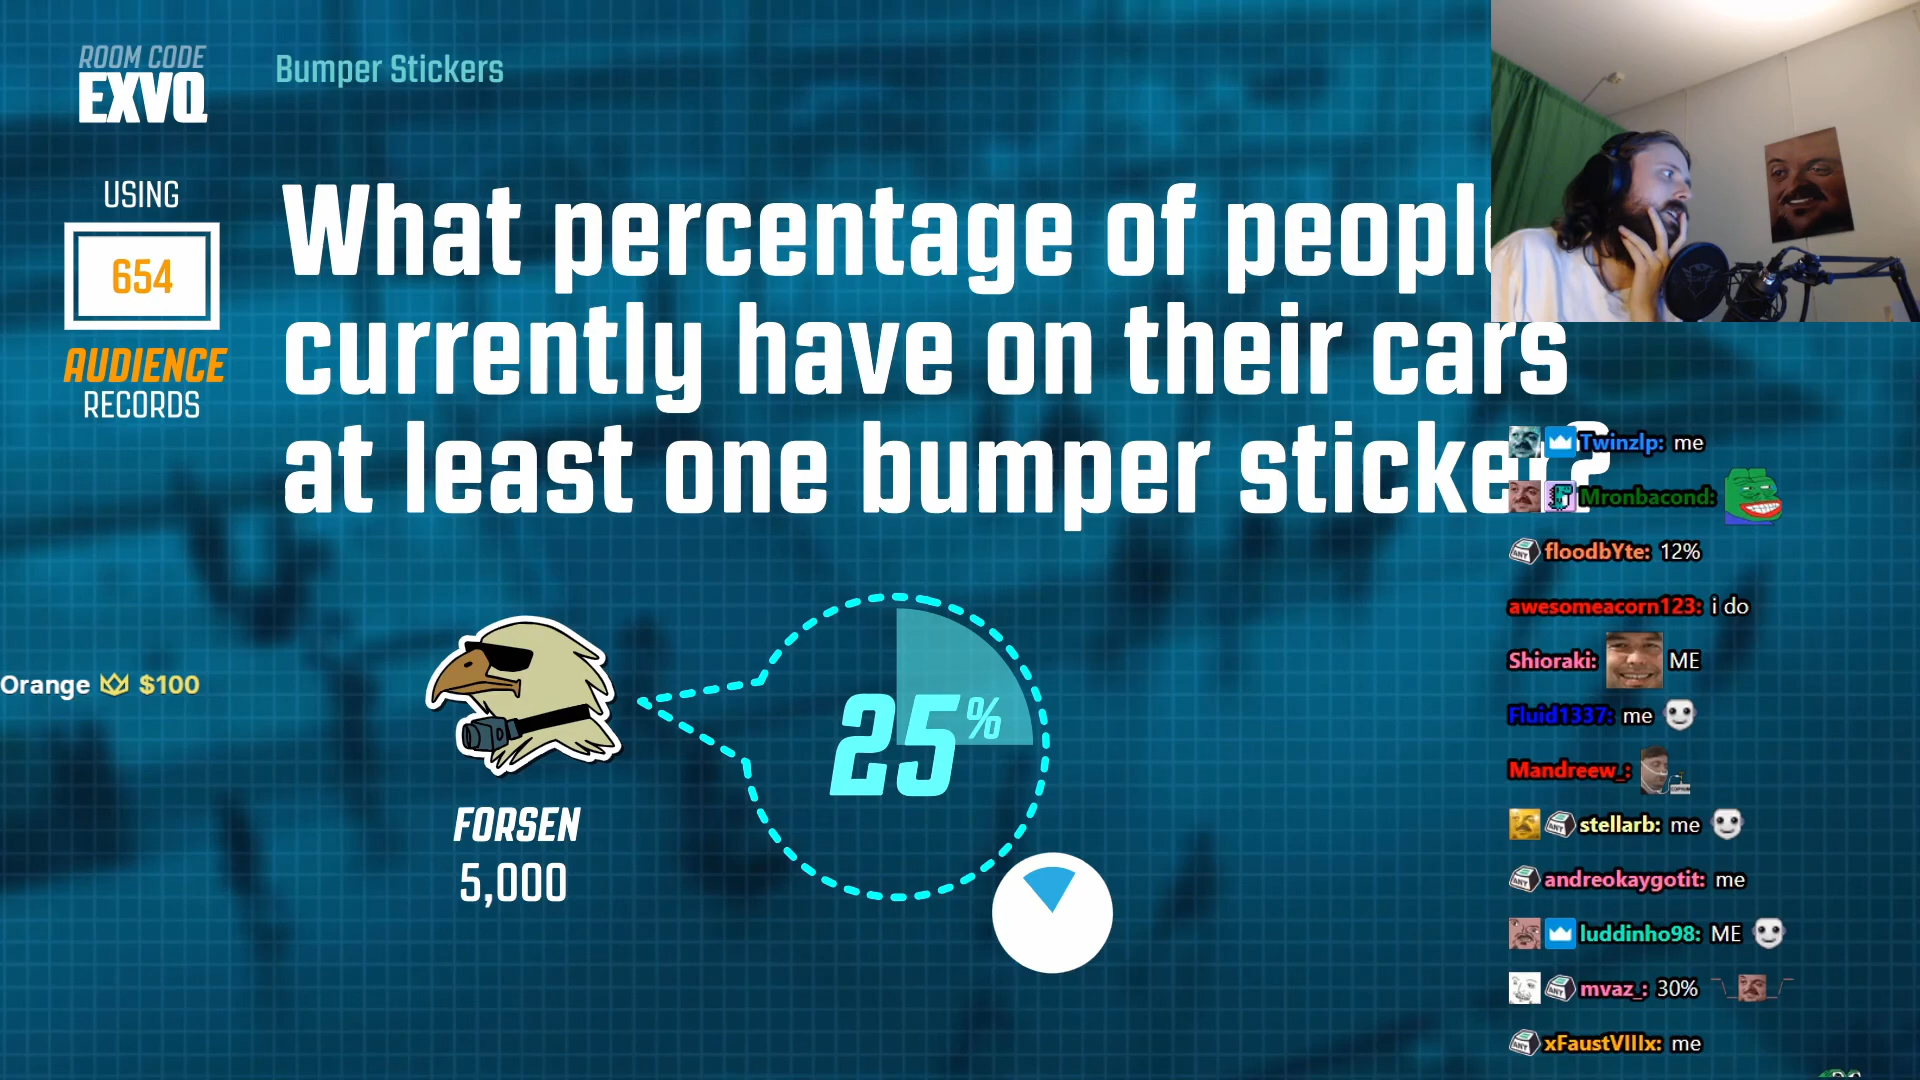 ROOM CODE
EXVQ
Bumper Stickers
USING
654
AUDIENCE
RECORDS
What percentage of people
currently have on their cars
at least one bumper sticker?
Orange $100
25%
FORSEN
5,000
Twinzlp: me
Mronbacond:
floodbYte: 12%
awesomeacorn123: i do
Shioraki: ME
Fluid1337: me
Mandreew_:
stellarb: me
andreokaygotit: me
luddinho98: ME
mvaz_: 30%
xFaustVIIIx: me